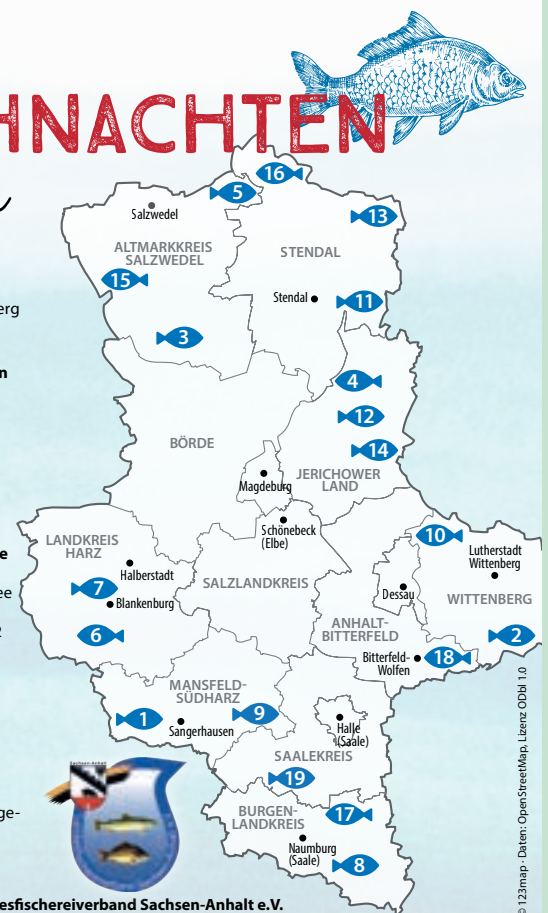 HNACHTEN
16
5
13
Salzwedel
ALTMARKKREIS
SALZWEDEL
STENDAL
15
Stendal
11
erg
3
n
4
12
BÖRDE
14
JERICHOWER
LAND
Magdeburg
Schönebeck
(Elbe)
10
LANDKREIS
HARZ
Lutherstadt
Wittenberg
e
Halberstadt
SALZLANDKREIS
7
ee
Blankenburg
Dessau
WITTENBERG
ANHALT-
BITTERFELD
6
2
Bitterfeld-
Wolfen
18
MANSFELD-
SÜDHARZ
1
9
Sangerhausen
Halle
(Saale)
SAALEKREIS
19
Sachsen-Anhalt
BURGEN-
LANDKREIS
17
ge-
Naumburg
(Saale)
8
esfischereiverband Sachsen-Anhalt e.V.
© 123map · Daten: OpenStreetMap, Lizenz ODbl 1.0